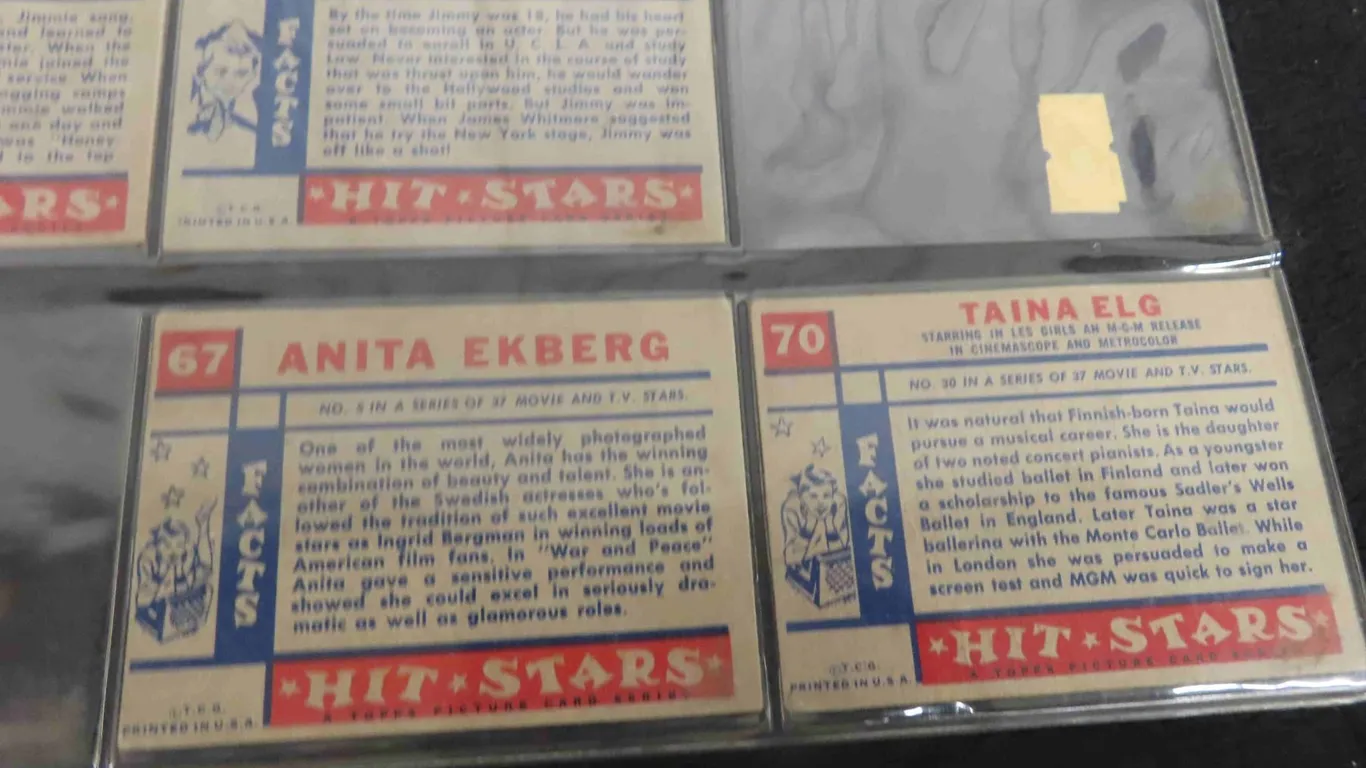 Jimmie sang.
and learned to
When the
joined the
service. When
camps
walked
one day and
was "Honey-
to the top
ARS
FACTS
By the time Jimmy was 18, he had his heart
set on becoming an actor. But he was per-
suaded to enroll in U. C. L. A. and study
Law. Never interested in the course of study
that was thrust upon him, he would wander
over to the Hollywood studios and won
some small bit parts. But Jimmy was im-
patient. When James Whitmore suggested
that he try the New York stage, Jimmy was
off like a shot!
HIT STARS
A TOPPS PICTURE CARD SERIES
T.C.G.
PRINTED IN U.S.A.
67
ANITA EKBERG
NO. 5 IN A SERIES OF 37 MOVIE AND T.V. STARS.
FACTS
One of the most widely photographed
women in the world, Anita has the winning
combination of beauty and talent. She is an-
other of the Swedish actresses who's fol-
lowed the tradition of such excellent movie
stars as Ingrid Bergman in winning loads of
American film fans. In "War and Peace"
Anita gave a sensitive performance and
showed she could excel in seriously dra-
matic as well as glamorous roles.
HIT STARS
A TOPPS PICTURE CARD SERIES
T.C.G.
PRINTED IN U.S.A.
70
TAINA ELG
STARRING IN LES GIRLS AN M-G-M RELEASE
IN CINEMASCOPE AND METROCOLOR
NO. 30 IN A SERIES OF 37 MOVIE AND T.V. STARS.
FACTS
It was natural that Finnish-born Taina would
pursue a musical career. She is the daughter
of two noted concert pianists. As a youngster
she studied ballet in Finland and later won
a scholarship to the famous Sadler's Wells
Ballet in England. Later Taina was a star
ballerina with the Monte Carlo Ballet. While
in London she was persuaded to make a
screen test and MGM was quick to sign her.
HIT STARS
A TOPPS PICTURE CARD
©T.C.G.
PRINTED IN U.S.A.